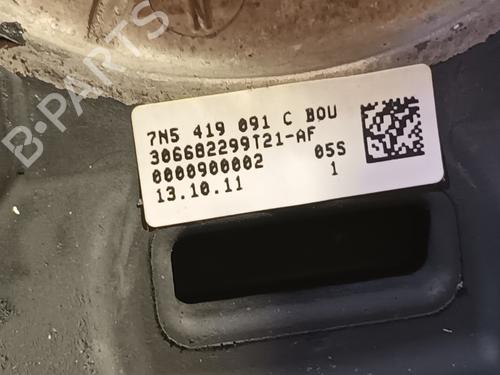 B-PARTS
7N5 419 091 C BOU
306682299T21-AF
0000900002 05S
13.10.11 1